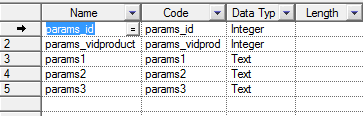 Name Code Data Typ Length
params_id = params_id Integer
2 params_vidproduct params_vidprod Integer
3 params1 params1 Text
4 params2 params2 Text
5 params3 params3 Text